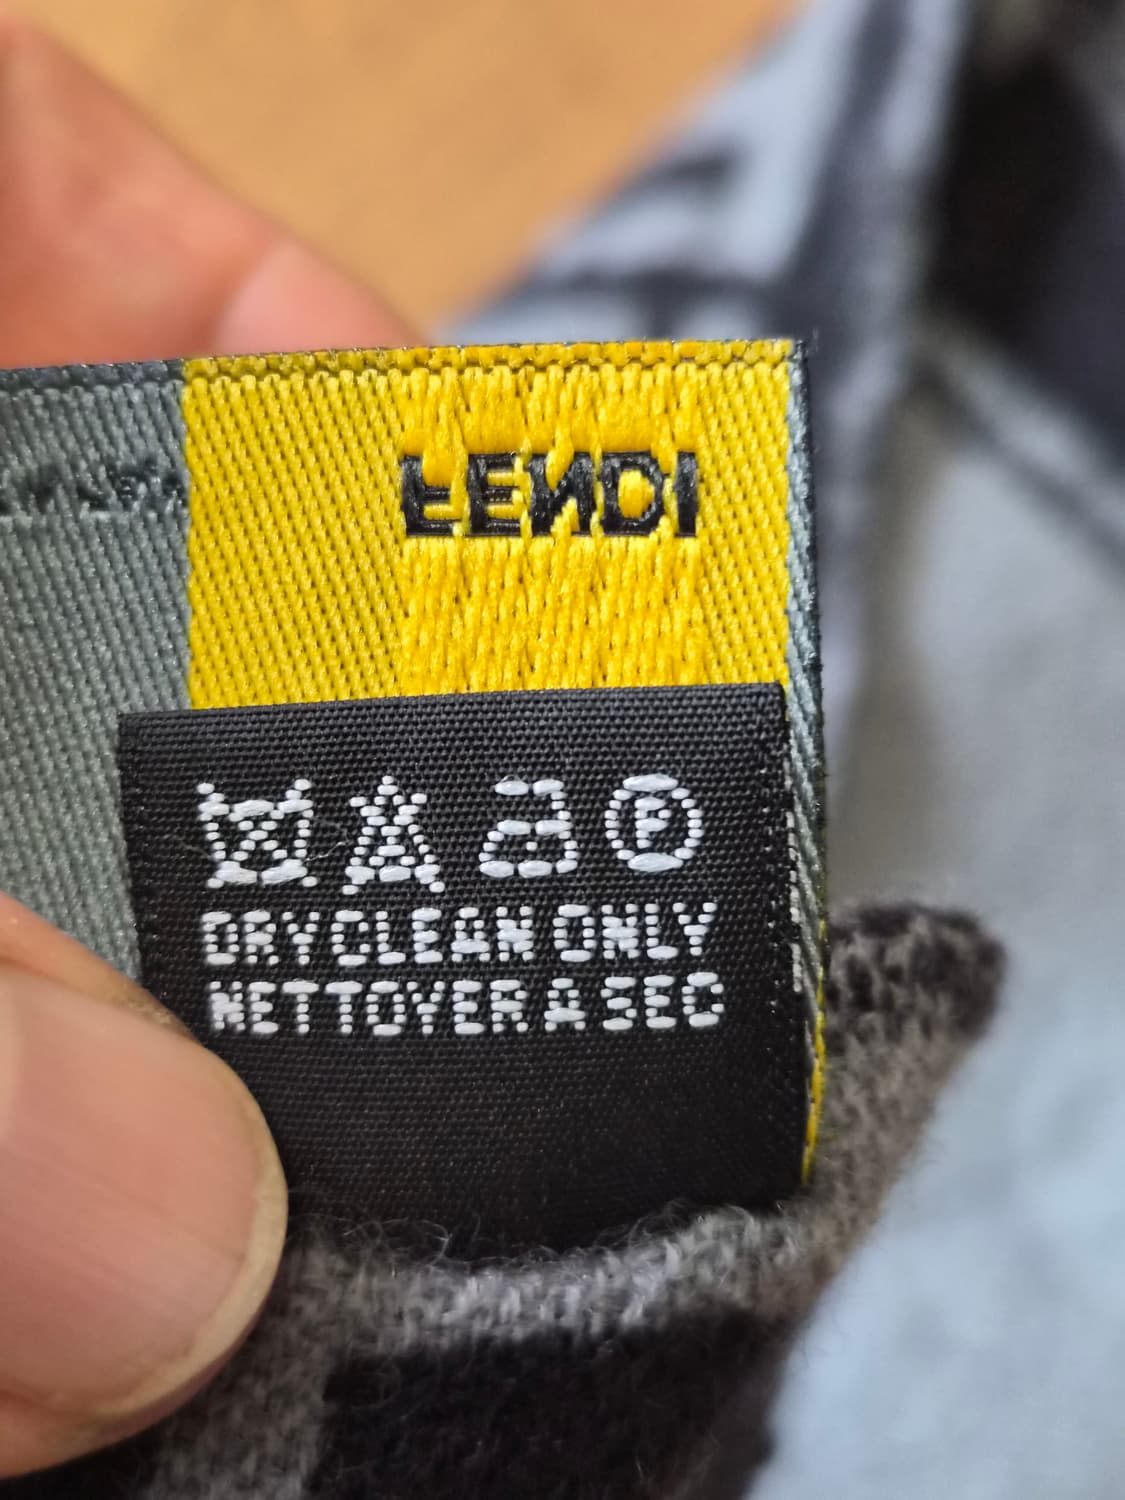 FENDI
P
DRY CLEAN ONLY
NETTOYER A SEC